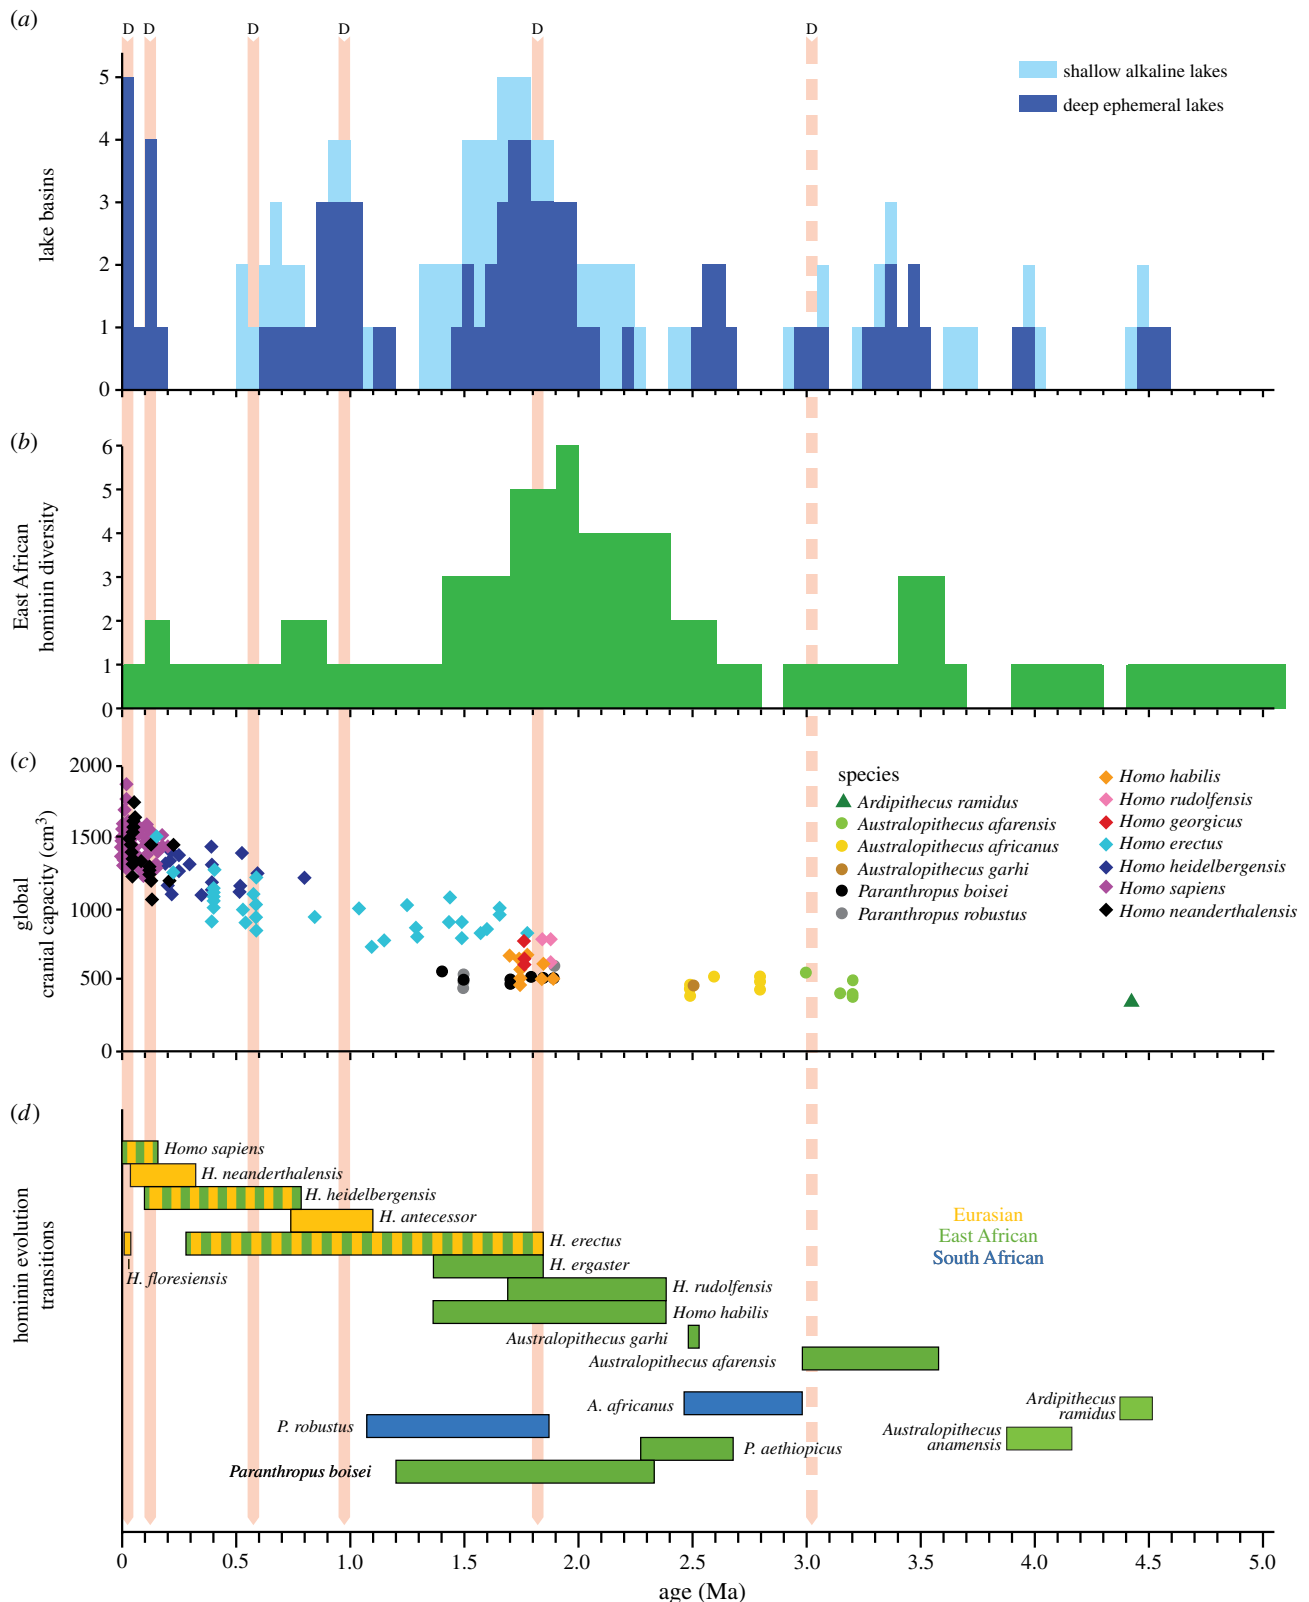 (a)
D D D D D D
shallow alkaline lakes
deep ephemeral lakes
lake basins
5
4
3
2
1
0
(b)
East African
hominin diversity
6
5
4
3
2
1
0
(c)
global
cranial capacity (cm³)
2000
1500
1000
500
0
species
Ardipithecus ramidus
Australopithecus afarensis
Australopithecus africanus
Australopithecus garhi
Paranthropus boisei
Paranthropus robustus
Homo habilis
Homo rudolfensis
Homo georgicus
Homo erectus
Homo heidelbergensis
Homo sapiens
Homo neanderthalensis
(d)
hominin evolution
transitions
Homo sapiens
H. neanderthalensis
H. heidelbergensis
H. antecessor
H. erectus
H. floresiensis
H. ergaster
H. rudolfensis
Homo habilis
Australopithecus garhi
Australopithecus afarensis
A. africanus
P. robustus
P. aethiopicus
Paranthropus boisei
Ardipithecus
ramidus
Australopithecus
anamensis
Eurasian
East African
South African
0 0.5 1.0 1.5 2.0 2.5 3.0 3.5 4.0 4.5 5.0
age (Ma)